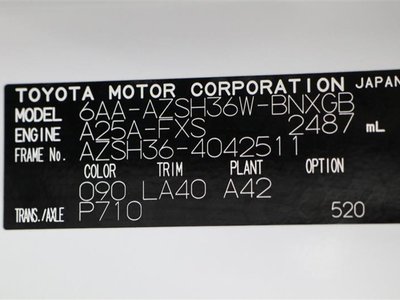 TOYOTA MOTOR CORPORATION JAPAN
MODEL 6AA-AZSH36W-BNXGB
ENGINE A25A-FXS 2487 mL
FRAME No. AZSH36-4042511
COLOR TRIM PLANT OPTION
090 LA40 A42
TRANS./AXLE P710 520